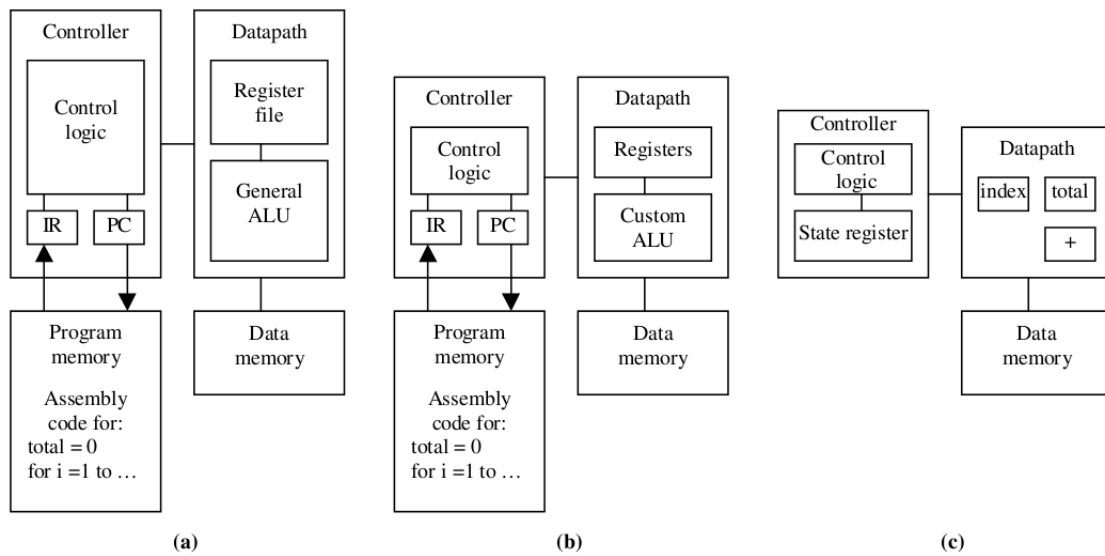 Controller
Control
logic
IR
PC
Datapath
Register
file
General
ALU
Program
memory
Assembly
code for:
total = 0
for i =1 to …
Data
memory
(a)
Controller
Control
logic
IR
PC
Datapath
Registers
Custom
ALU
Program
memory
Assembly
code for:
total = 0
for i =1 to …
Data
memory
(b)
Controller
Control
logic
State register
Datapath
index
total
+
Data
memory
(c)